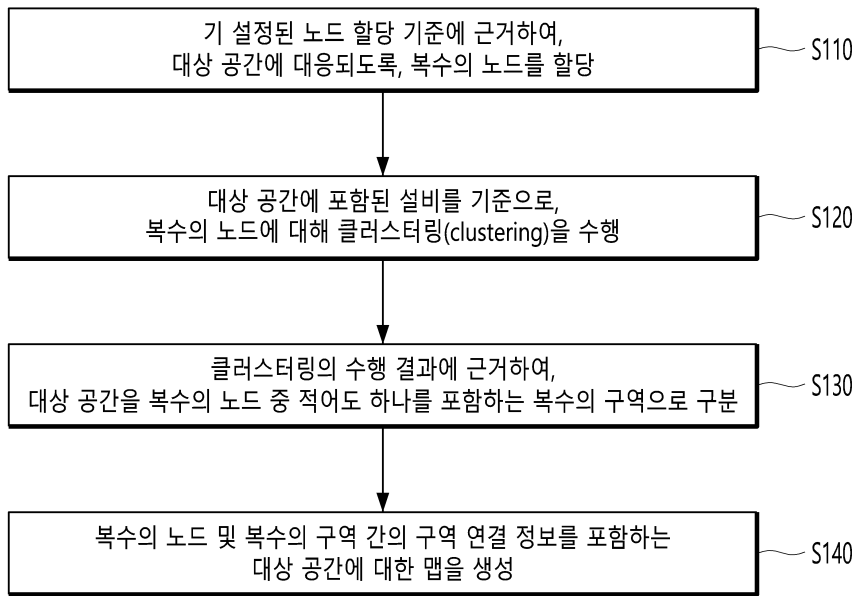 기 설정된 노드 할당 기준에 근거하여,
대상 공간에 대응되도록, 복수의 노드를 할당
S110
대상 공간에 포함된 설비를 기준으로,
복수의 노드에 대해 클러스터링(clustering)을 수행
S120
클러스터링의 수행 결과에 근거하여,
대상 공간을 복수의 노드 중 적어도 하나를 포함하는 복수의 구역으로 구분
S130
복수의 노드 및 복수의 구역 간의 구역 연결 정보를 포함하는
대상 공간에 대한 맵을 생성
S140